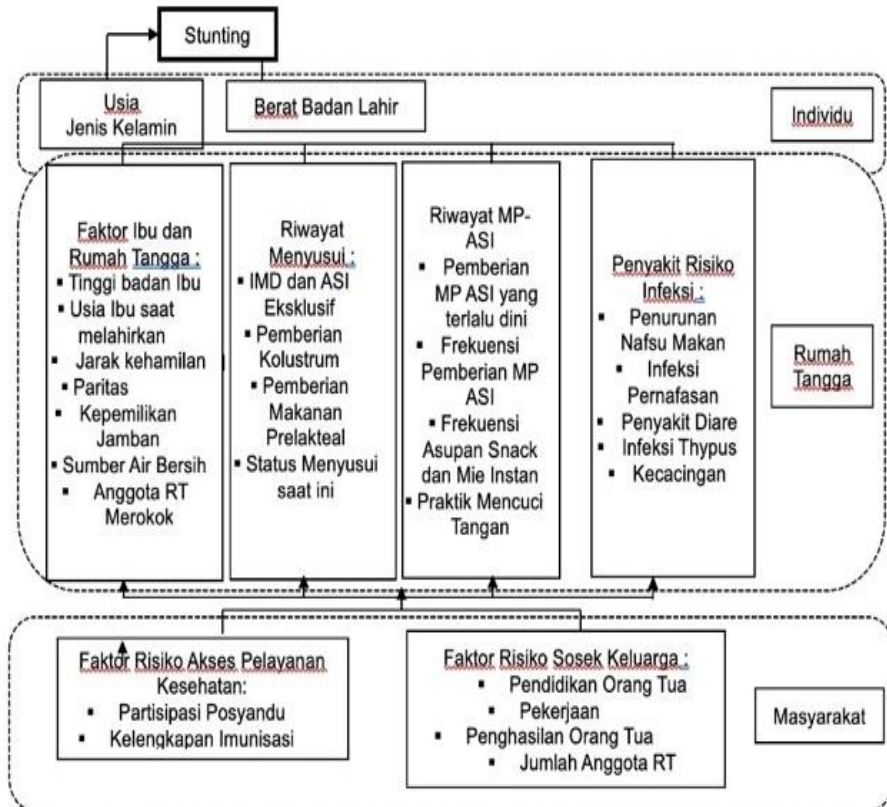 Stunting
Usia
Jenis Kelamin
Berat Badan Lahir
Individu
Faktor Ibu dan
Rumah Tangga :
▪ Tinggi badan Ibu
▪ Usia Ibu saat
melahirkan
▪ Jarak kehamilan
▪ Paritas
▪ Kepemilikan
Jamban
▪ Sumber Air Bersih
▪ Anggota RT
Merokok
Riwayat
Menyusui :
▪ IMD dan ASI
Eksklusif
▪ Pemberian
Kolustrum
▪ Pemberian
Makanan
Prelakteal
▪ Status Menyusui
saat ini
Riwayat MP-
ASI
▪ Pemberian
MP ASI yang
terlalu dini
▪ Frekuensi
Pemberian MP
ASI
▪ Frekuensi
Asupan Snack
dan Mie Instan
▪ Praktik Mencuci
Tangan
Penyakit Risiko
Infeksi :
▪ Penurunan
Nafsu Makan
▪ Infeksi
Pernafasan
▪ Penyakit Diare
▪ Infeksi Thypus
▪ Kecacingan
Rumah
Tangga
Faktor Risiko Akses Pelayanan
Kesehatan:
▪ Partisipasi Posyandu
▪ Kelengkapan Imunisasi
Faktor Risiko Sosek Keluarga :
▪ Pendidikan Orang Tua
▪ Pekerjaan
▪ Penghasilan Orang Tua
▪ Jumlah Anggota RT
Masyarakat